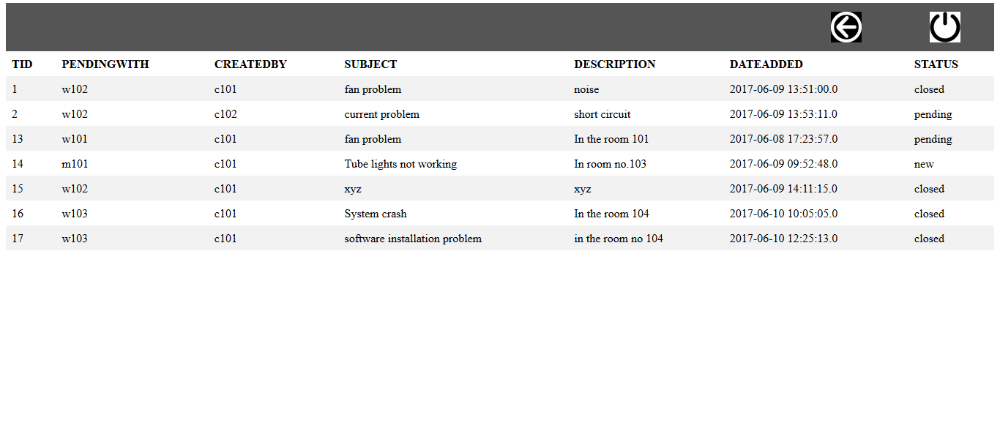 TID PENDINGWITH CREATEDBY SUBJECT DESCRIPTION DATEADDED STATUS
1 w102 c101 fan problem noise 2017-06-09 13:51:00.0 closed
2 w102 c102 current problem short circuit 2017-06-09 13:53:11.0 pending
13 w101 c101 fan problem In the room 101 2017-06-08 17:23:57.0 pending
14 m101 c101 Tube lights not working In room no.103 2017-06-09 09:52:48.0 new
15 w102 c101 xyz xyz 2017-06-09 14:11:15.0 closed
16 w103 c101 System crash In the room 104 2017-06-10 10:05:05.0 closed
17 w103 c101 software installation problem in the room no 104 2017-06-10 12:25:13.0 closed